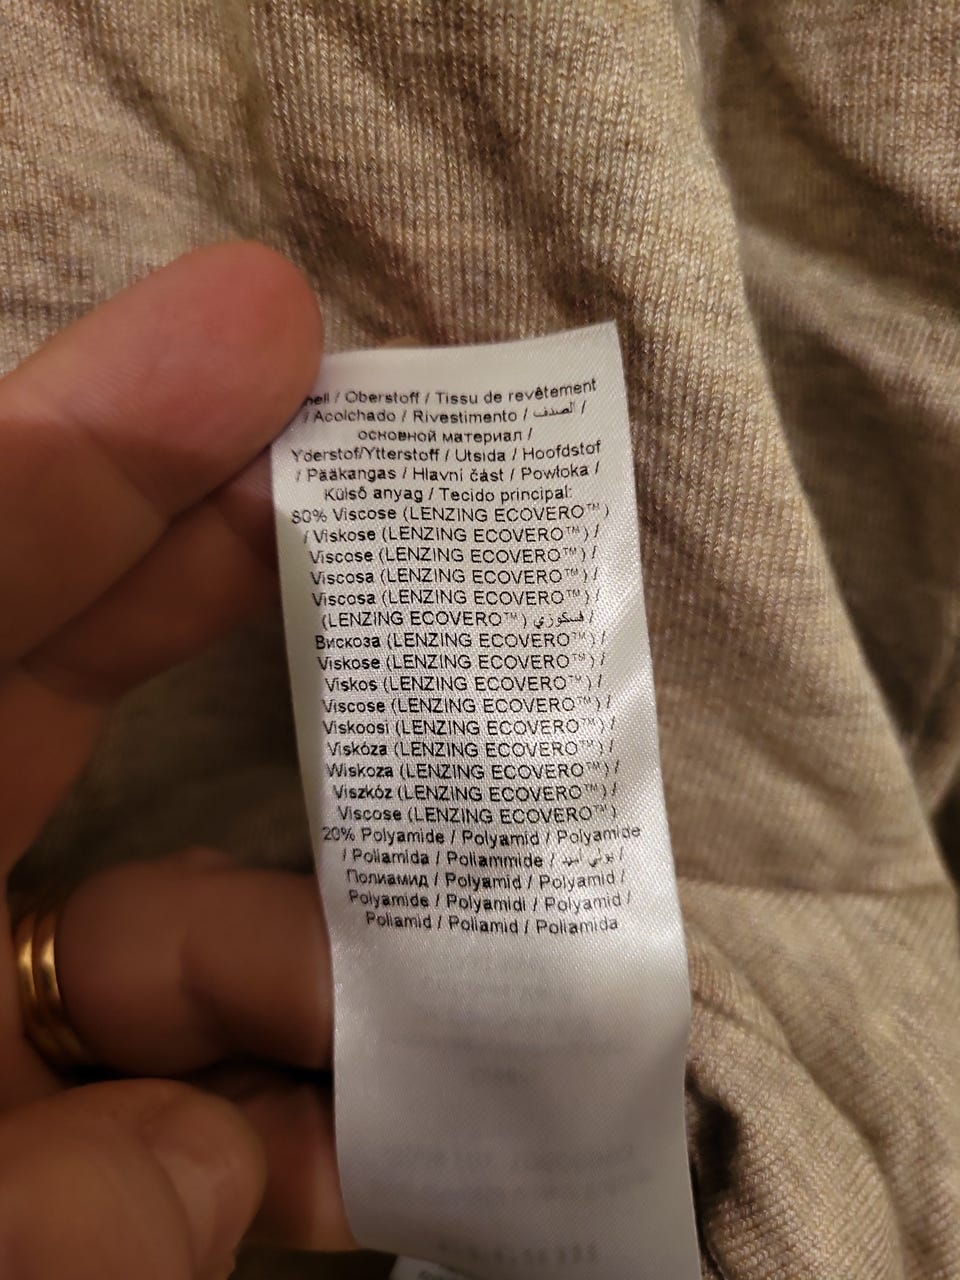 hell / Oberstoff / Tissu de revêtement
/ Acolchado / Rivestimento / الصدف /
основной материал /
Yderstof/Ytterstoff / Utsida / Hoofdstof
/ Pääkangas / Hlavní část / Powłoka /
Külső anyag / Tecido principal:
80% Viscose (LENZING ECOVERO™)
/ Viskose (LENZING ECOVERO™) /
Viscose (LENZING ECOVERO™) /
Viscosa (LENZING ECOVERO™) /
Viscosa (LENZING ECOVERO™) /
(LENZING ECOVERO™) فسكوزي /
Вискоза (LENZING ECOVERO™) /
Viskose (LENZING ECOVERO™) /
Viskos (LENZING ECOVERO™) /
Viscose (LENZING ECOVERO™) /
Viskoosi (LENZING ECOVERO™) /
Viskóza (LENZING ECOVERO™) /
Wiskoza (LENZING ECOVERO™) /
Viszkóz (LENZING ECOVERO™) /
Viscose (LENZING ECOVERO™)
20% Polyamide / Polyamid / Polyamide
/ Poliamida / Poliammide / بولي أميد /
Полиамид / Polyamid / Polyamid /
Polyamide / Polyamidi / Polyamid /
Poliamid / Poliamid / Poliamida